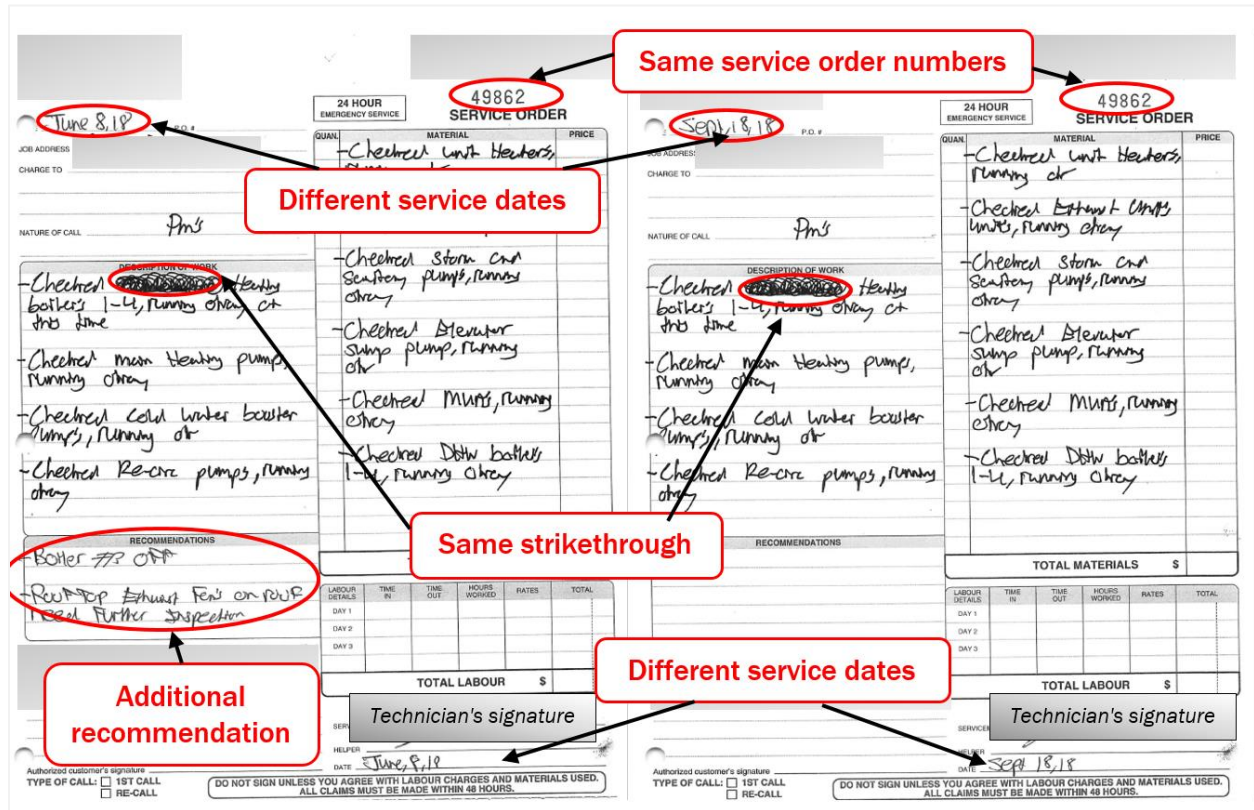 Same service order numbers
24 HOUR
EMERGENCY SERVICE
49862
SERVICE ORDER
June 8, 18
P.O. #
JOB ADDRESS
CHARGE TO
Different service dates
NATURE OF CALL
Pm's
DESCRIPTION OF WORK
-Checked Heating
boiler's 1-4, running okay at
this time
-Checked main Heating pumps,
running okay
-Checked Cold water booster
pumps, running ok
-Checked Re-circ pumps, running
okay
RECOMMENDATIONS
-Boiler #3 OFF
-Rooftop Exhaust Fan's on roof
need Further Inspection
Additional
recommendation
QUAN.
MATERIAL
PRICE
-Checked unit Heaters,
-Checked Storm and
Sanitary pumps, running
okay
-Checked Elevator
sump pump, running
ok
-Checked MUA's, running
okay
-Checked DHW boilers
1-4, running okay
Same strikethrough
LABOUR
DETAILS
TIME
IN
TIME
OUT
HOURS
WORKED
RATES
TOTAL
DAY 1
DAY 2
DAY 3
TOTAL LABOUR $
Technician's signature
HELPER
DATE June, 8, 18
Authorized customer's signature
TYPE OF CALL: 1ST CALL
RE-CALL
DO NOT SIGN UNLESS YOU AGREE WITH LABOUR CHARGES AND MATERIALS USED.
ALL CLAIMS MUST BE MADE WITHIN 48 HOURS.
24 HOUR
EMERGENCY SERVICE
49862
SERVICE ORDER
Sept, 18, 18
P.O. #
JOB ADDRESS
CHARGE TO
NATURE OF CALL
Pm's
DESCRIPTION OF WORK
-Checked Heating
boiler's 1-4, running okay at
this time
-Checked main Heating pumps,
running okay
-Checked Cold water booster
pumps, running ok
-Checked Re-circ pumps, running
okay
RECOMMENDATIONS
QUAN.
MATERIAL
PRICE
-Checked unit Heaters,
running ok
-Checked Exhaust
units, running okay
-Checked Storm and
Sanitary pumps, running
okay
-Checked Elevator
sump pump, running
ok
-Checked MUA's, running
okay
-Checked DHW boilers
1-4, running okay
TOTAL MATERIALS $
LABOUR
DETAILS
TIME
IN
TIME
OUT
HOURS
WORKED
RATES
TOTAL
DAY 1
DAY 2
DAY 3
Different service dates
TOTAL LABOUR $
Technician's signature
DATE Sept 18, 18
Authorized customer's signature
TYPE OF CALL: 1ST CALL
RE-CALL
DO NOT SIGN UNLESS YOU AGREE WITH LABOUR CHARGES AND MATERIALS USED.
ALL CLAIMS MUST BE MADE WITHIN 48 HOURS.